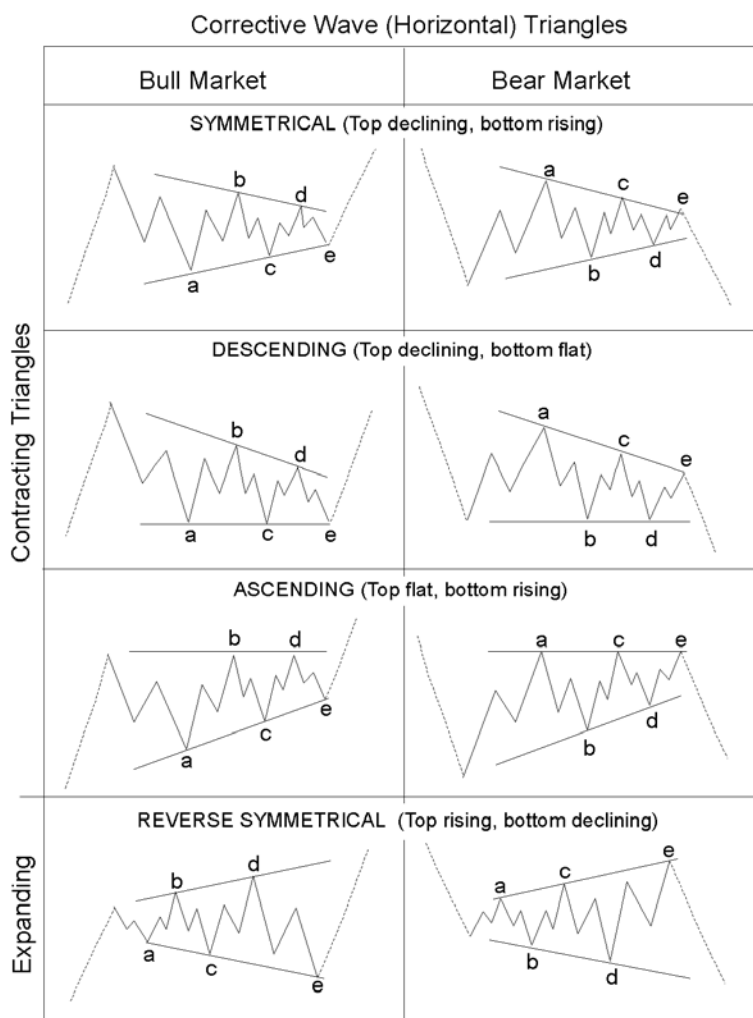 Corrective Wave (Horizontal) Triangles
Bull Market
Bear Market
Contracting Triangles
SYMMETRICAL (Top declining, bottom rising)
b
d
a
c
e
a
c
e
b
d
DESCENDING (Top declining, bottom flat)
b
d
a
c
e
a
c
e
b
d
ASCENDING (Top flat, bottom rising)
b
d
a
c
e
a
c
e
b
d
Expanding
REVERSE SYMMETRICAL (Top rising, bottom declining)
b
d
a
c
e
a
c
e
b
d